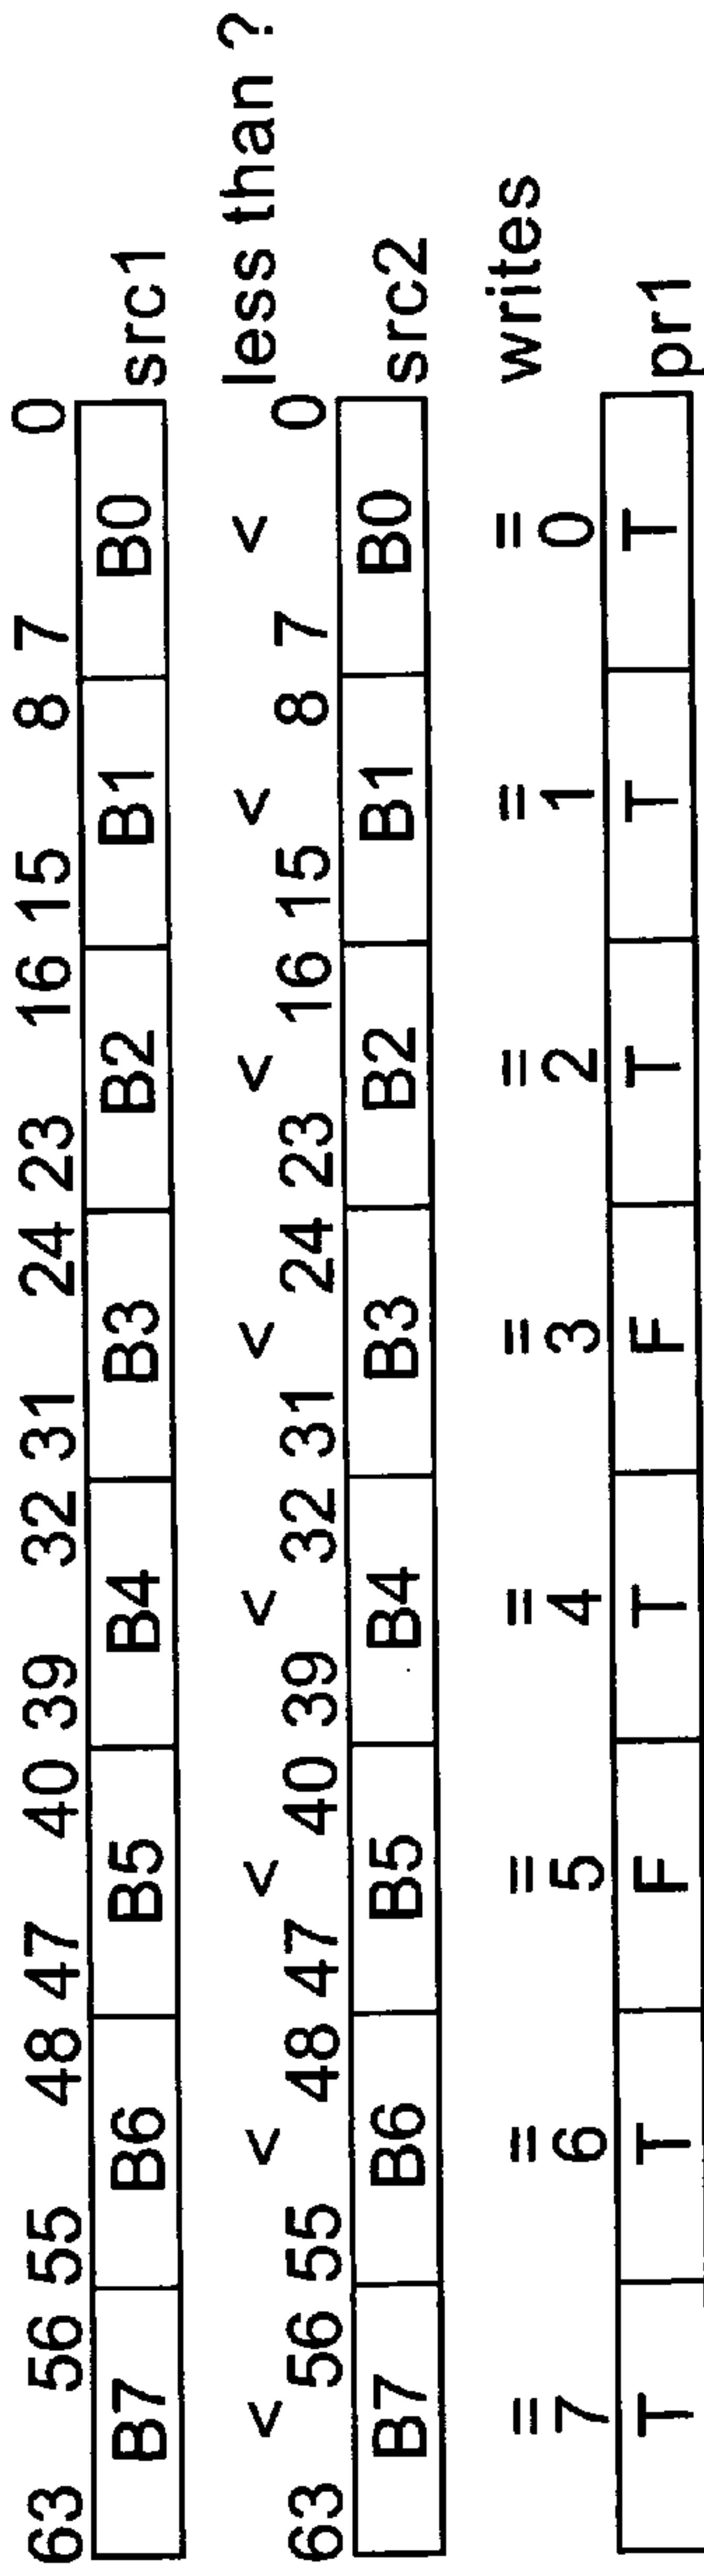 63 56 55 48 47 40 39 32 31 24 23 16 15 8 7 0
B7 B6 B5 B4 B3 B2 B1 B0 src1
< < < < < < < < less than ?
63 56 55 48 47 40 39 32 31 24 23 16 15 8 7 0
B7 B6 B5 B4 B3 B2 B1 B0 src2
= = = = = = = = writes
7 6 5 4 3 2 1 0
T T F T F T T T pr1